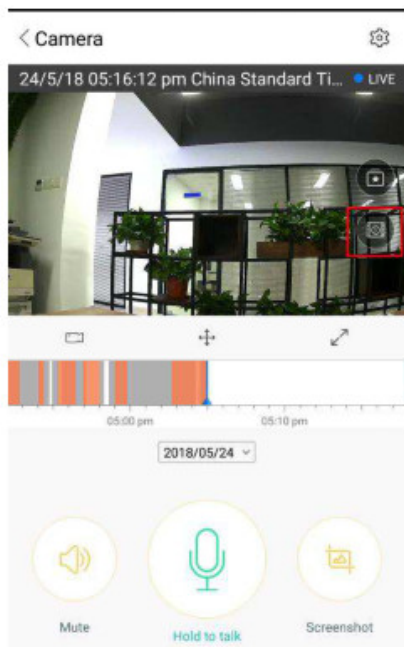 Camera
24/5/18 05:16:12 pm China Standard Ti... LIVE
05:00 pm 05:10 pm
2018/05/24
Mute
Hold to talk
Screenshot